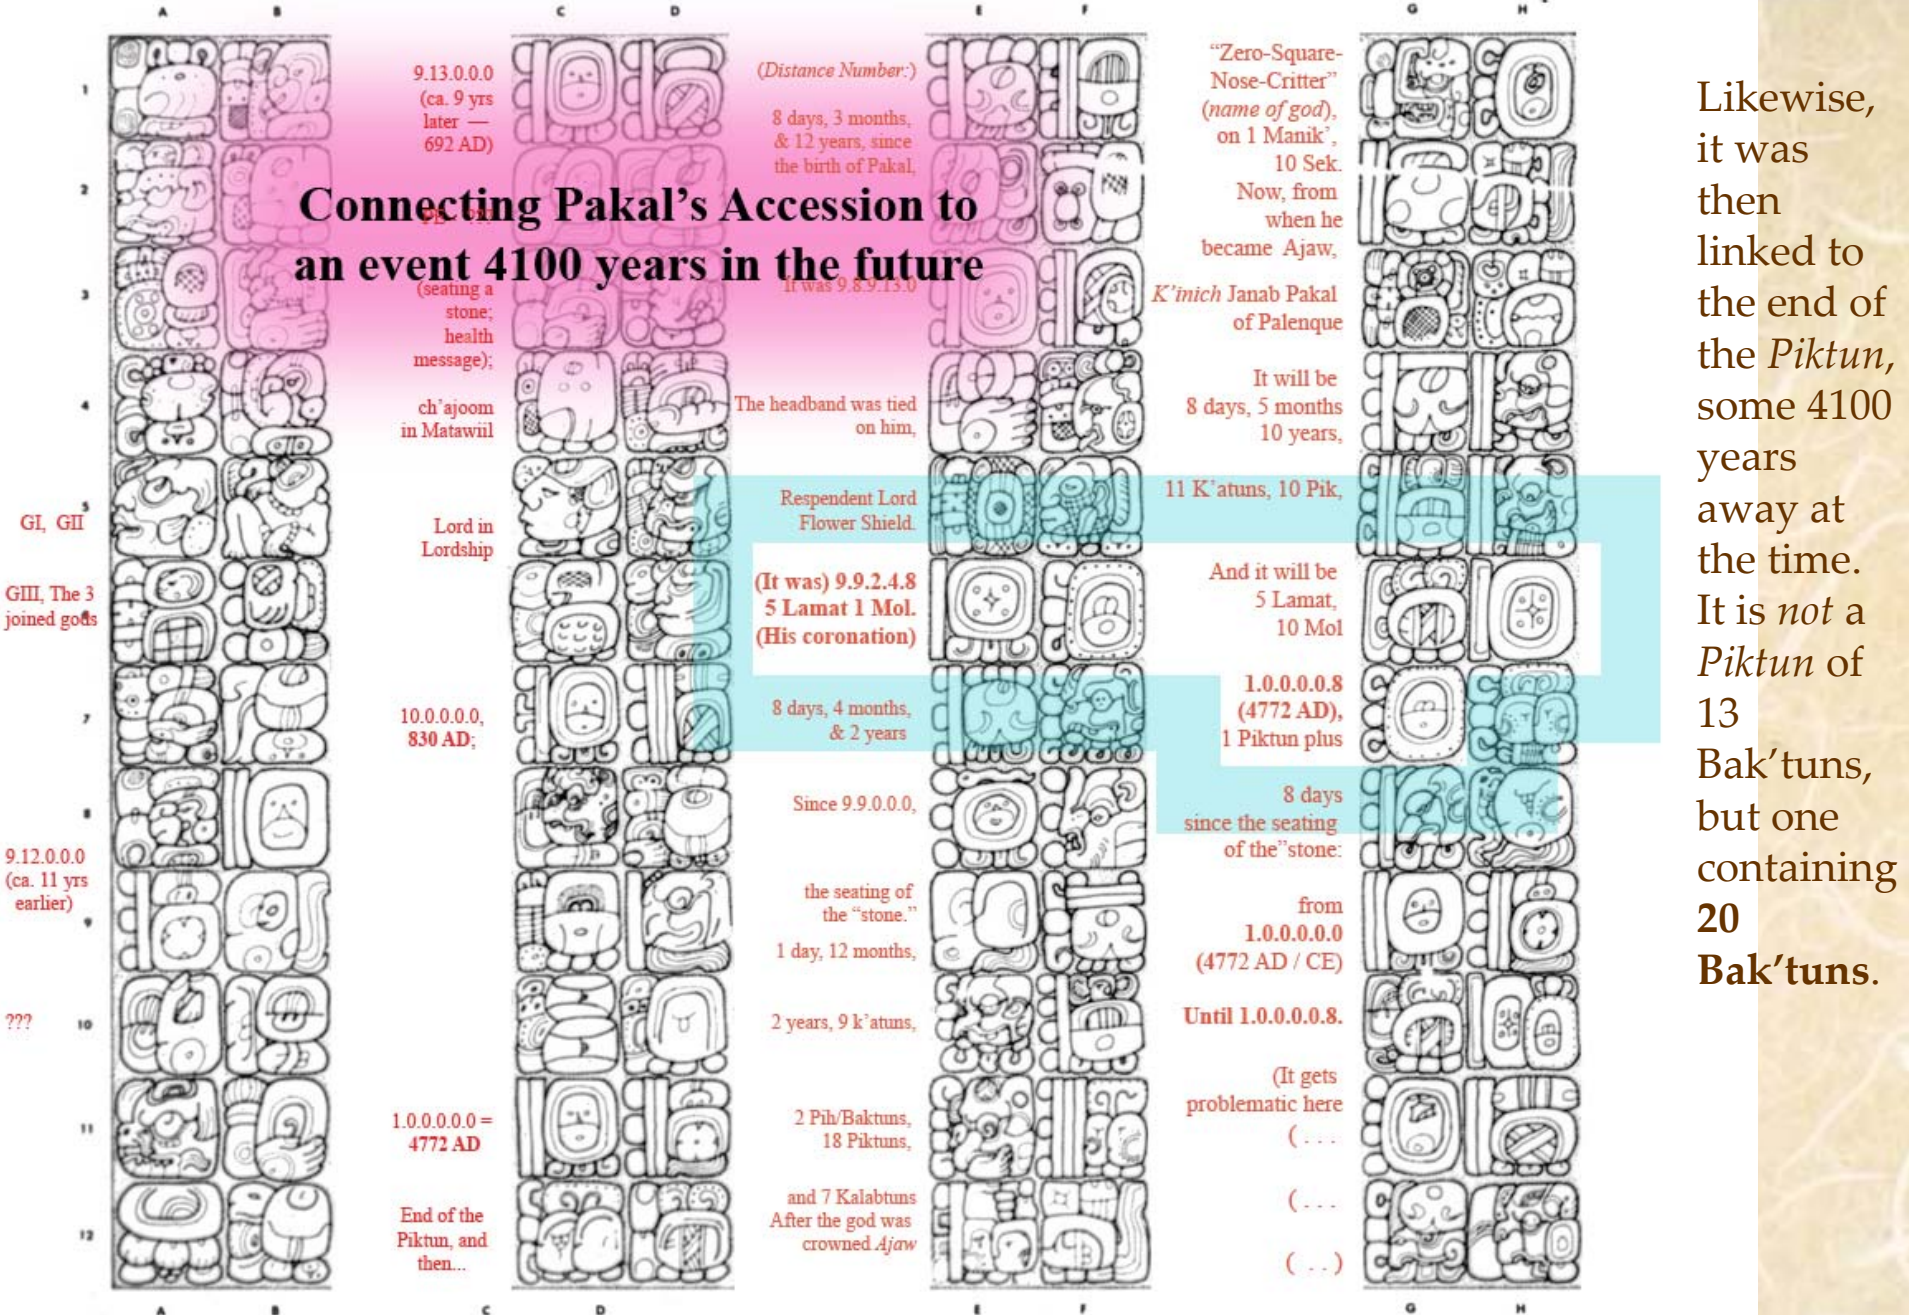 A B C D E F G H
Connecting Pakal's Accession to
an event 4100 years in the future
1
2
3
4
5
6
7
8
9
10
11
12
GI, GII
GIII, The 3
joined gods
9.12.0.0.0
(ca. 11 yrs
earlier)
???
9.13.0.0.0
(ca. 9 yrs
later —
692 AD)
(seating a
stone;
health
message);
ch'ajoom
in Matawiil
Lord in
Lordship
10.0.0.0.0,
830 AD;
1.0.0.0.0.0 =
4772 AD
End of the
Piktun, and
then...
(Distance Number:)
8 days, 3 months,
& 12 years, since
the birth of Pakal,
It was 9.8.9.13.0
The headband was tied
on him,
Respendent Lord
Flower Shield.
(It was) 9.9.2.4.8
5 Lamat 1 Mol.
(His coronation)
8 days, 4 months,
& 2 years
Since 9.9.0.0.0,
the seating of
the “stone.”
1 day, 12 months,
2 years, 9 k'atuns,
2 Pih/Baktuns,
18 Piktuns,
and 7 Kalabtuns
After the god was
crowned Ajaw
“Zero-Square-
Nose-Critter”
(name of god),
on 1 Manik',
10 Sek.
Now, from
when he
became Ajaw,
K'inich Janab Pakal
of Palenque
It will be
8 days, 5 months
10 years,
11 K'atuns, 10 Pik,
And it will be
5 Lamat,
10 Mol
1.0.0.0.0.8
(4772 AD),
1 Piktun plus
8 days
since the seating
of the”stone:
from
1.0.0.0.0.0
(4772 AD / CE)
Until 1.0.0.0.0.8.
(It gets
problematic here
( . . .
( . . .
( . . )
Likewise,
it was
then
linked to
the end of
the Piktun,
some 4100
years
away at
the time.
It is not a
Piktun of
13
Bak'tuns,
but one
containing
20
Bak'tuns.
A B C D E F G H